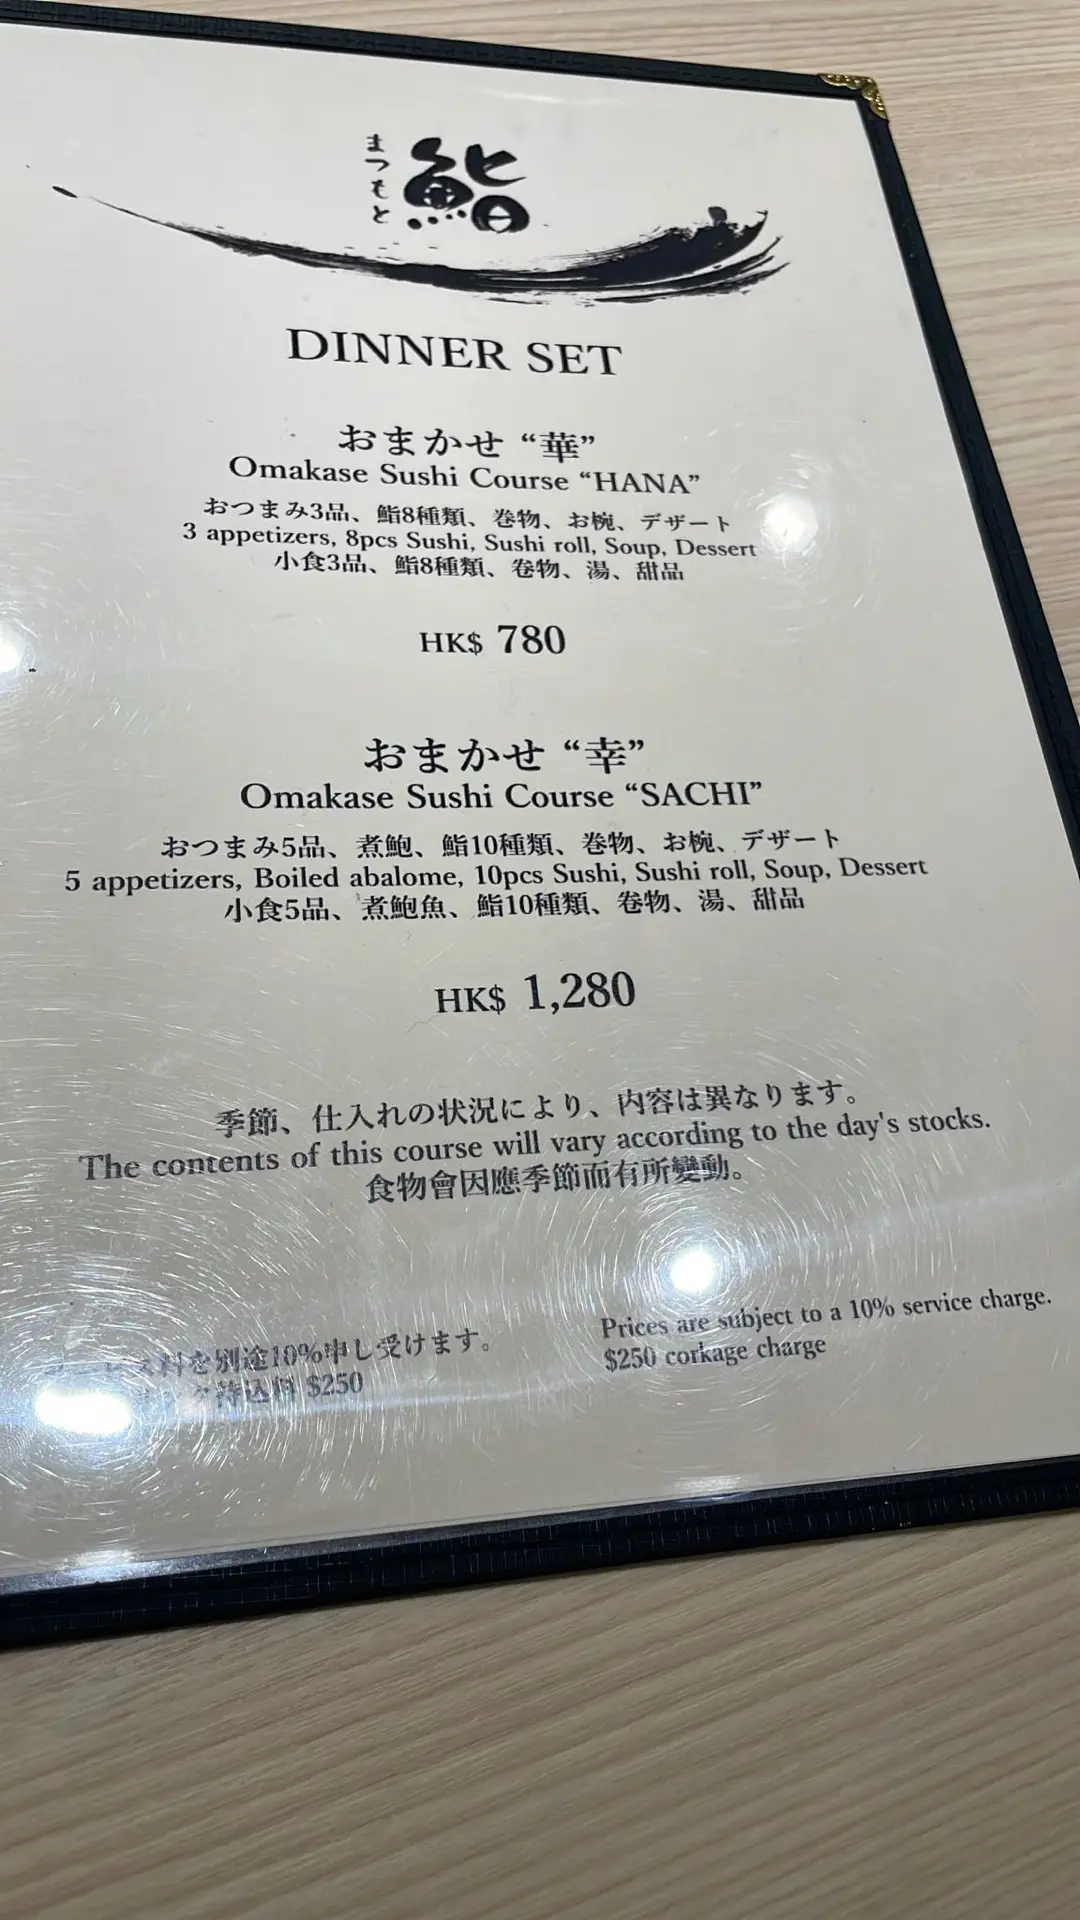 まつもと
鮨
DINNER SET
おまかせ “華”
Omakase Sushi Course “HANA”
おつまみ3品、鮨8種類、巻物、お椀、デザート
3 appetizers, 8pcs Sushi, Sushi roll, Soup, Dessert
小食3品、鮨8種類、卷物、湯、甜品
HK$ 780
おまかせ “幸”
Omakase Sushi Course “SACHI”
おつまみ5品、煮鮑、鮨10種類、巻物、お椀、デザート
5 appetizers, Boiled abalome, 10pcs Sushi, Sushi roll, Soup, Dessert
小食5品、煮鮑魚、鮨10種類、卷物、湯、甜品
HK$ 1,280
季節、仕入れの状況により、内容は異なります。
The contents of this course will vary according to the day's stocks.
食物會因應季節而有所變動。
料を別途10%申し受けます。
持込料 $250
Prices are subject to a 10% service charge.
$250 corkage charge